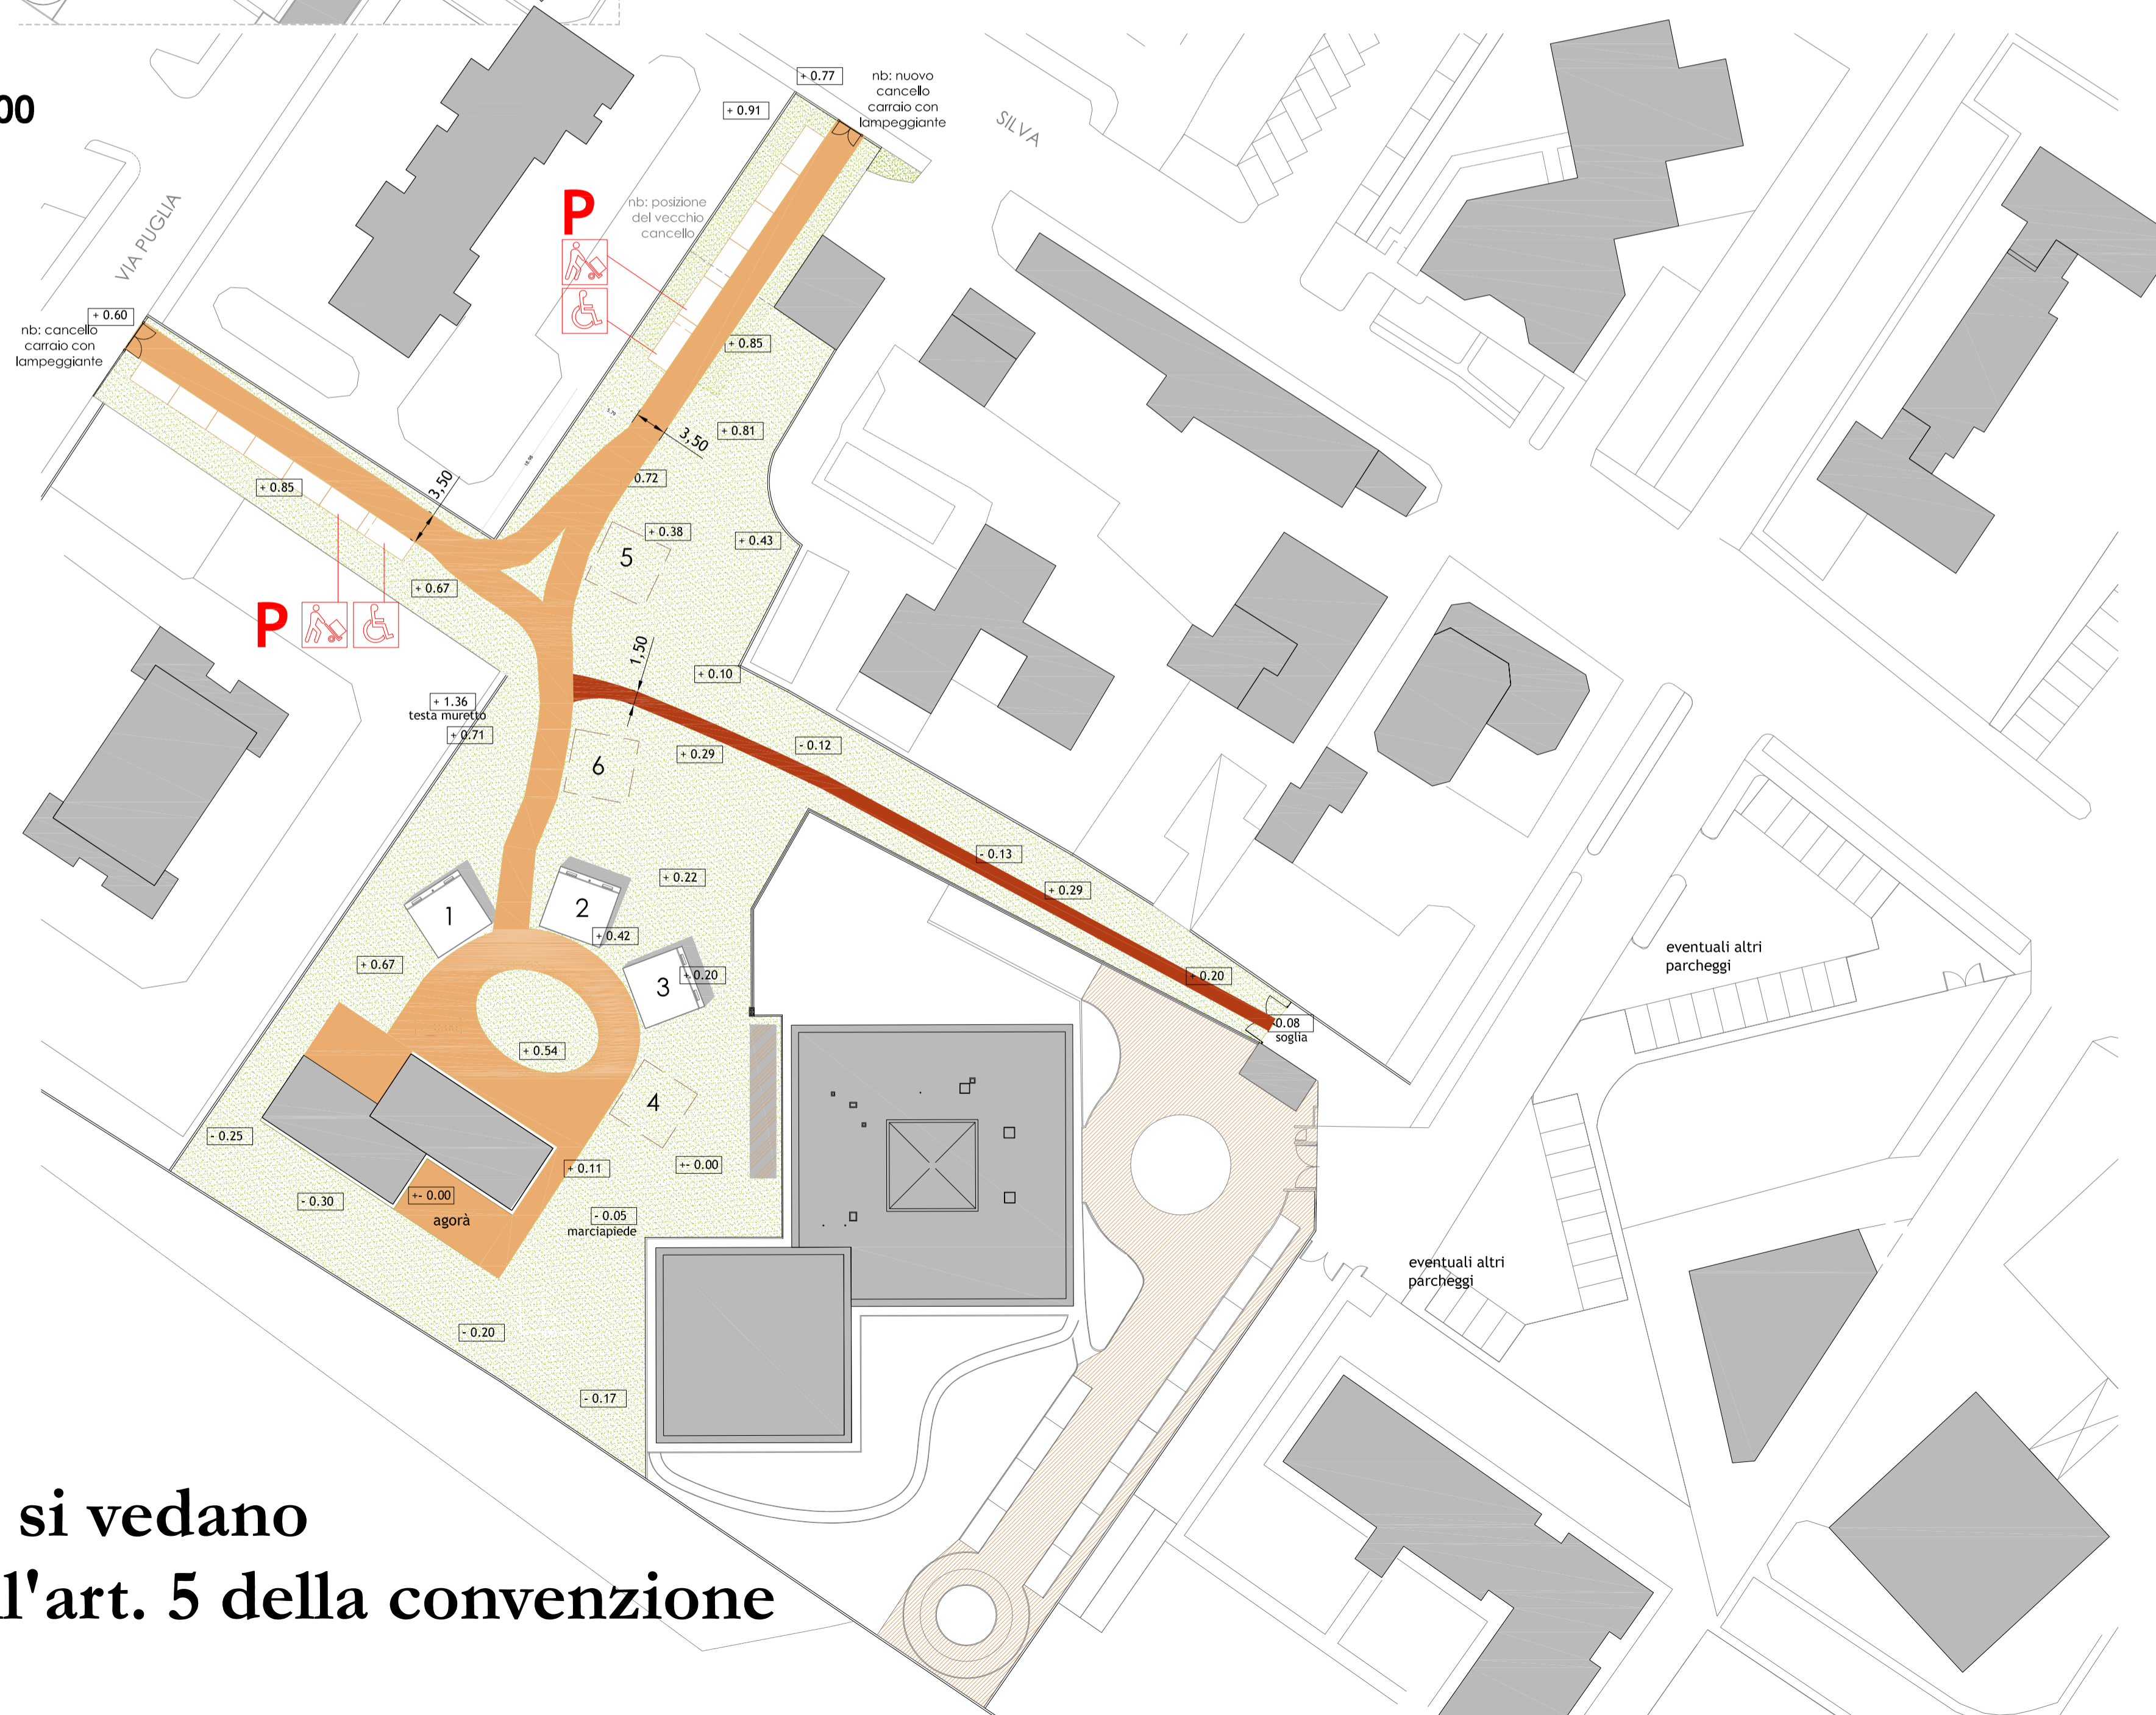 00
+ 0.77
nb: nuovo
cancello
carraio con
lampeggiante
+ 0.91
SILVA
VIA PUGLIA
P
nb: posizione
del vecchio
cancello
+ 0.60
nb: cancello
carraio con
lampeggiante
+ 0.85
+ 0.81
3,50
0.72
3,50
+ 0.85
+ 0.38
+ 0.43
5
+ 0.67
P
1,50
+ 0.10
+ 1.36
testa muretto
+ 0.71
- 0.12
+ 0.29
6
- 0.13
+ 0.22
+ 0.29
1
2
+ 0.42
eventuali altri
parcheggi
+ 0.67
+ 0.20
3
+ 0.20
-0.08
soglia
+ 0.54
4
- 0.25
+- 0.00
+ 0.11
+- 0.00
- 0.30
agorà
- 0.05
marciapiede
eventuali altri
parcheggi
- 0.20
- 0.17
si vedano
l'art. 5 della convenzione